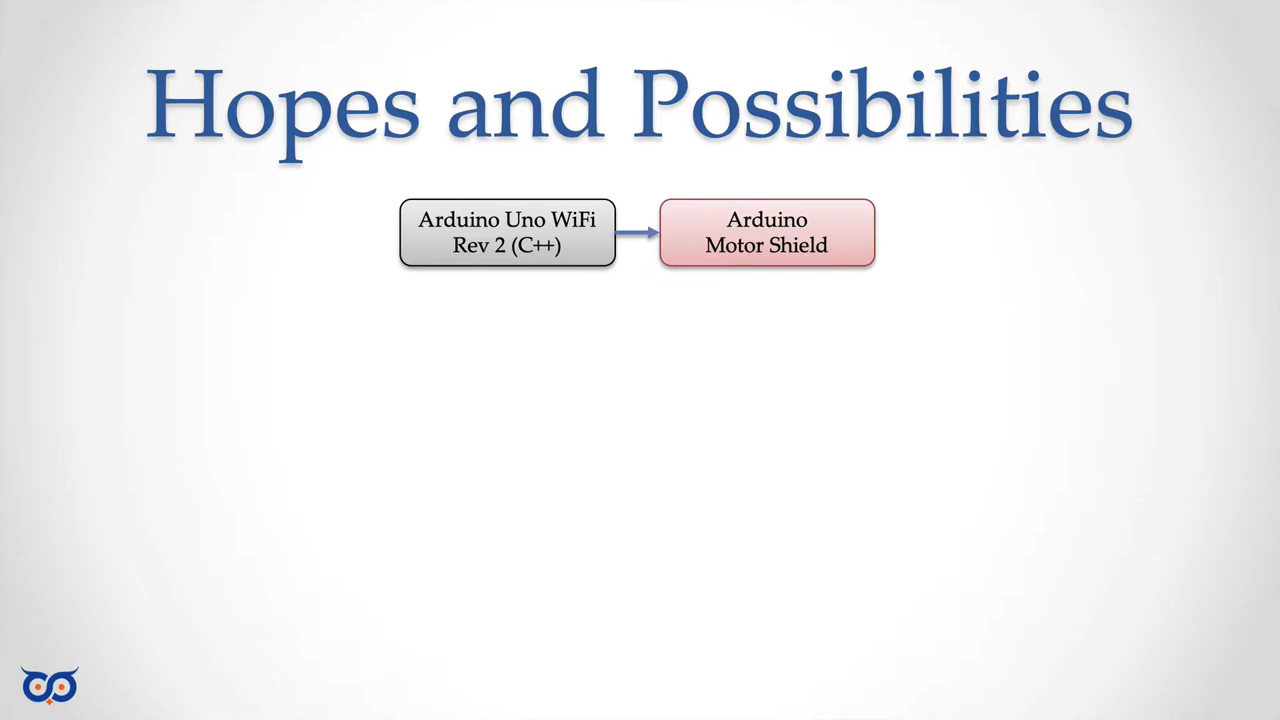 Hopes and Possibilities
Arduino Uno WiFi
Rev 2 (C++)
Arduino
Motor Shield